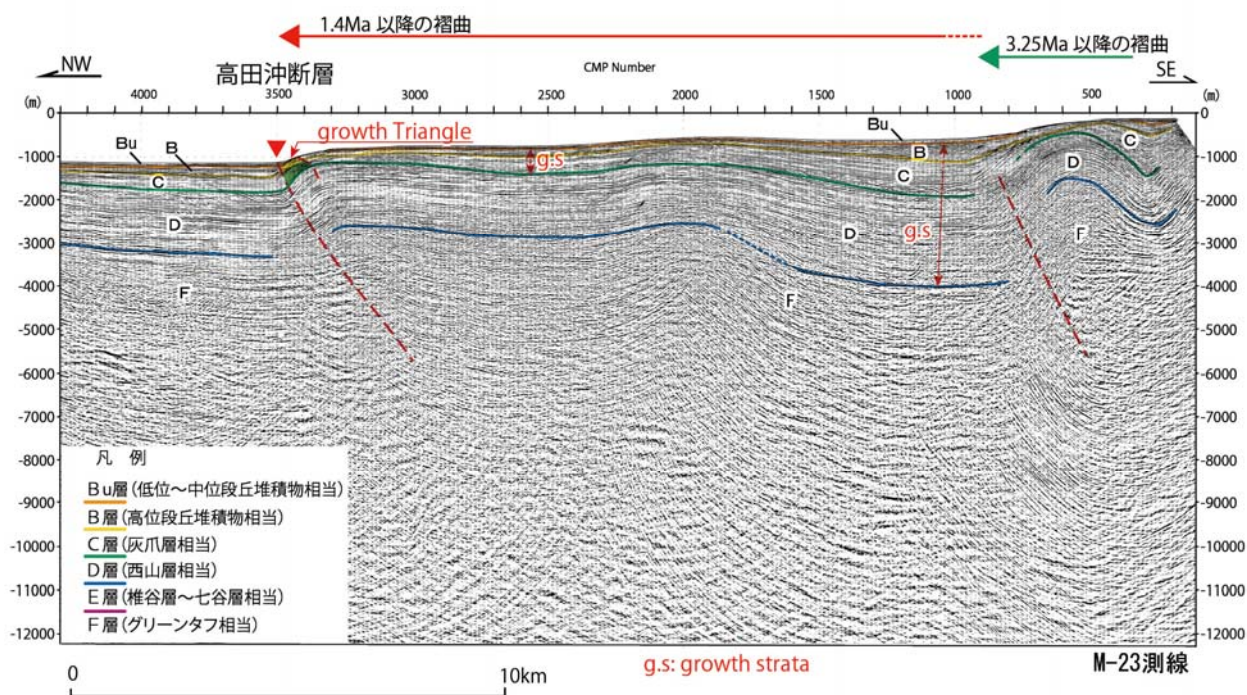 1.4Ma 以降の褶曲
3.25Ma 以降の褶曲
NW
高田沖断層
CMP Number
SE
(m)
4000
3500
3000
2500
2000
1500
1000
500
(m)
growth Triangle
Bu
B
C
D
F
g.s
Bu
B
C
D
F
g.s
C
D
F
0
-1000
-2000
-3000
-4000
-5000
-6000
-7000
-8000
-9000
-10000
-11000
-12000
0
-1000
-2000
-3000
-4000
-5000
-6000
-7000
-8000
-9000
-10000
-11000
-12000
凡 例
Bu層(低位～中位段丘堆積物相当)
B層(高位段丘堆積物相当)
C層(灰爪層相当)
D層(西山層相当)
E層(椎谷層～七谷層相当)
F層(グリーンタフ相当)
g.s: growth strata
M-23測線
0
10km